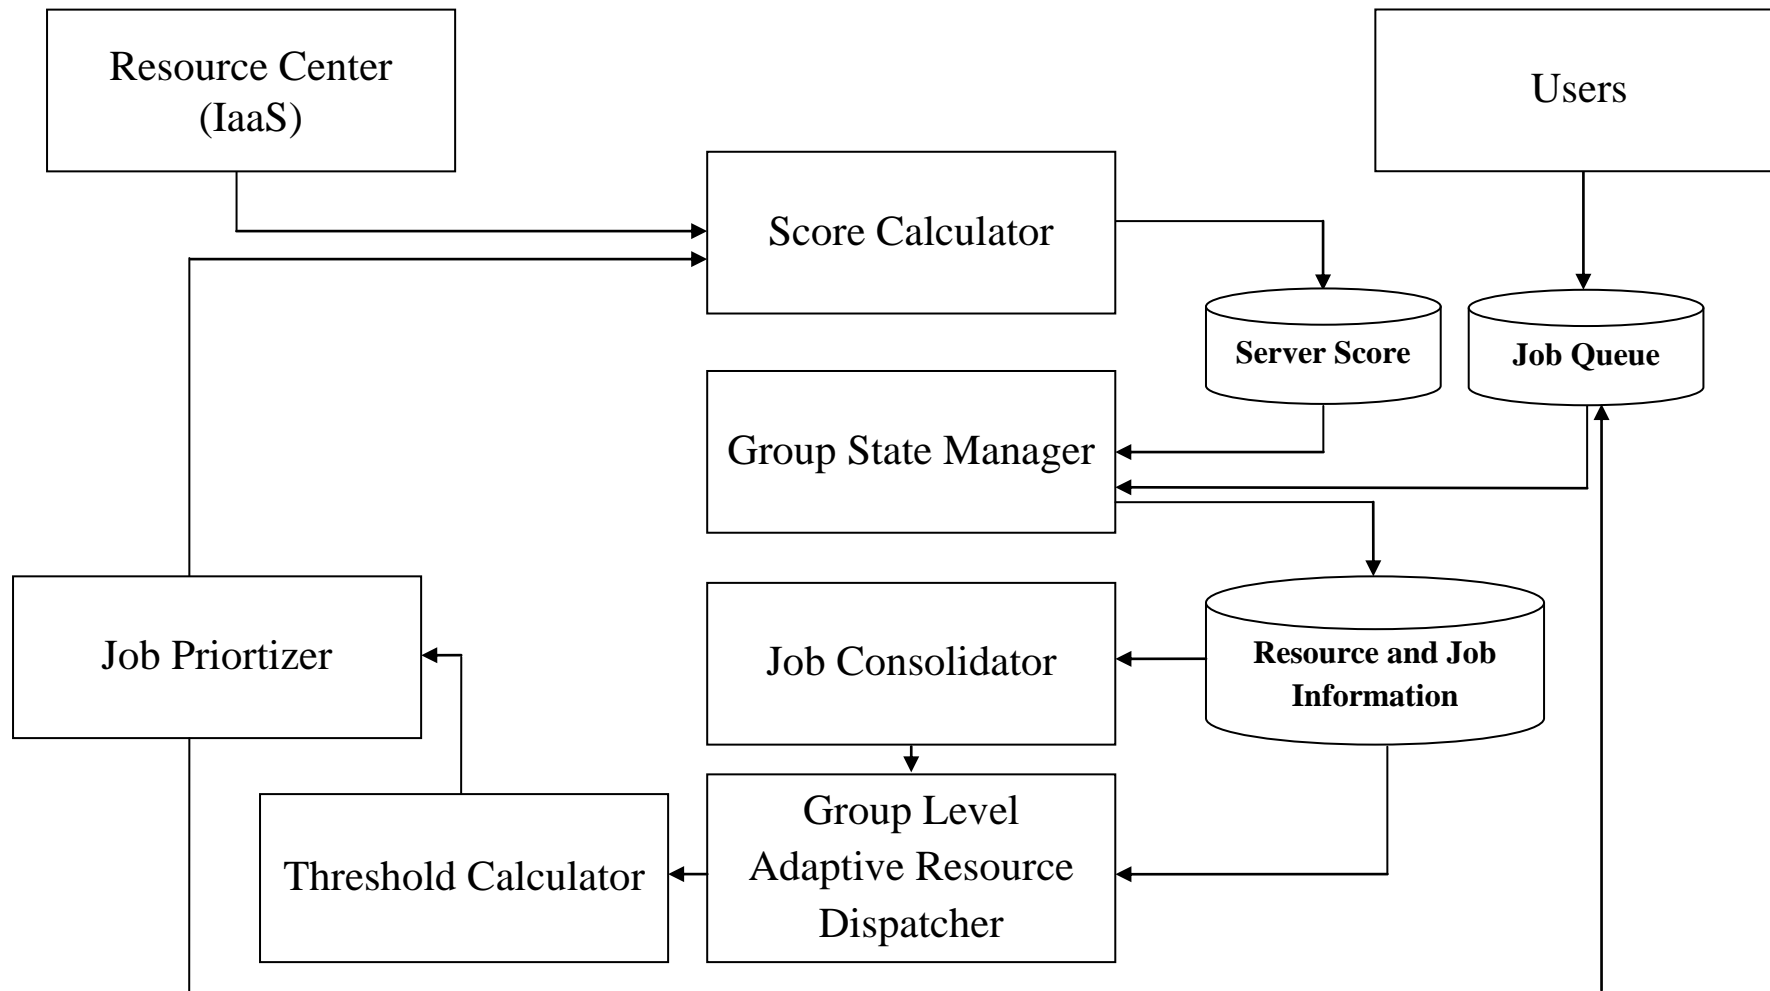 Resource Center
(IaaS)
Users
Score Calculator
Server Score
Job Queue
Group State Manager
Job Priortizer
Job Consolidator
Resource and Job
Information
Threshold Calculator
Group Level
Adaptive Resource
Dispatcher